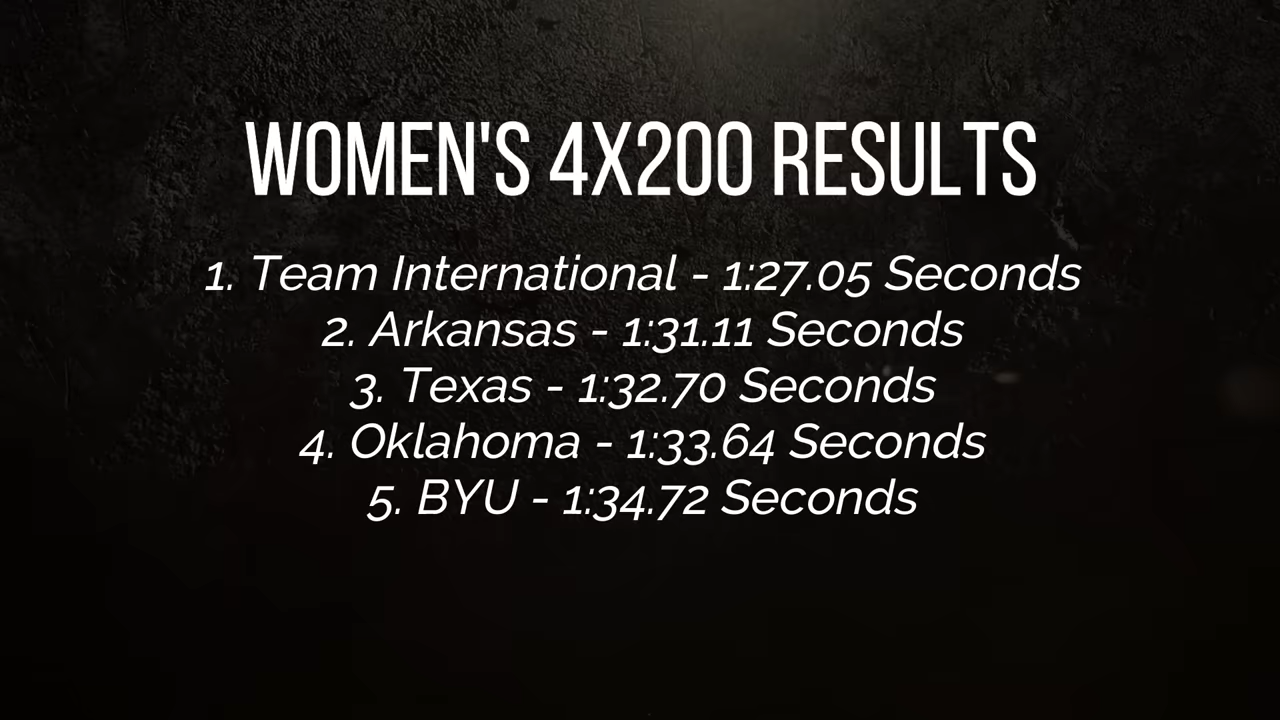 WOMEN'S 4X200 RESULTS
1. Team International - 1:27.05 Seconds
2. Arkansas - 1:31.11 Seconds
3. Texas - 1:32.70 Seconds
4. Oklahoma - 1:33.64 Seconds
5. BYU - 1:34.72 Seconds